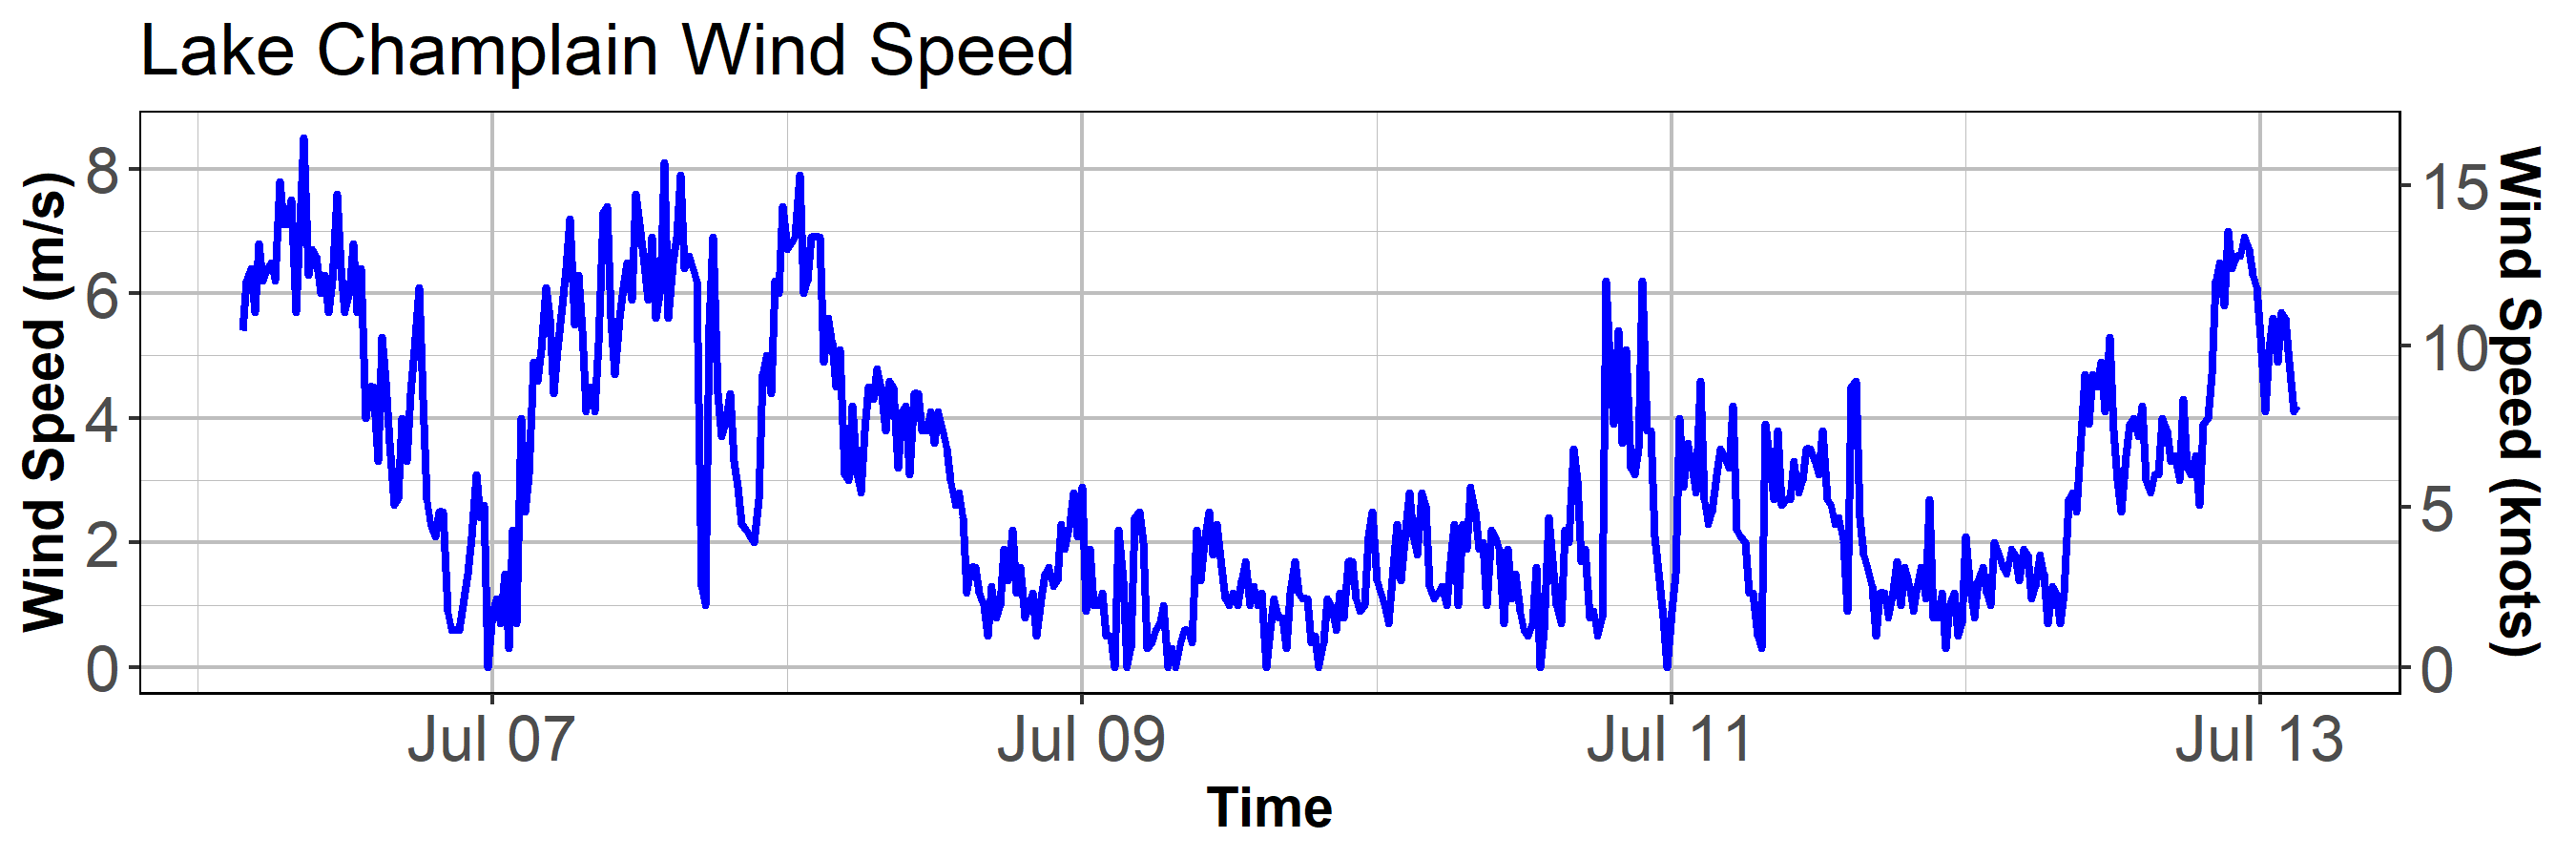 Lake Champlain Wind Speed
Wind Speed (m/s)
8
6
4
2
0
15
10
5
0
Wind Speed (knots)
Jul 07
Jul 09
Jul 11
Jul 13
Time